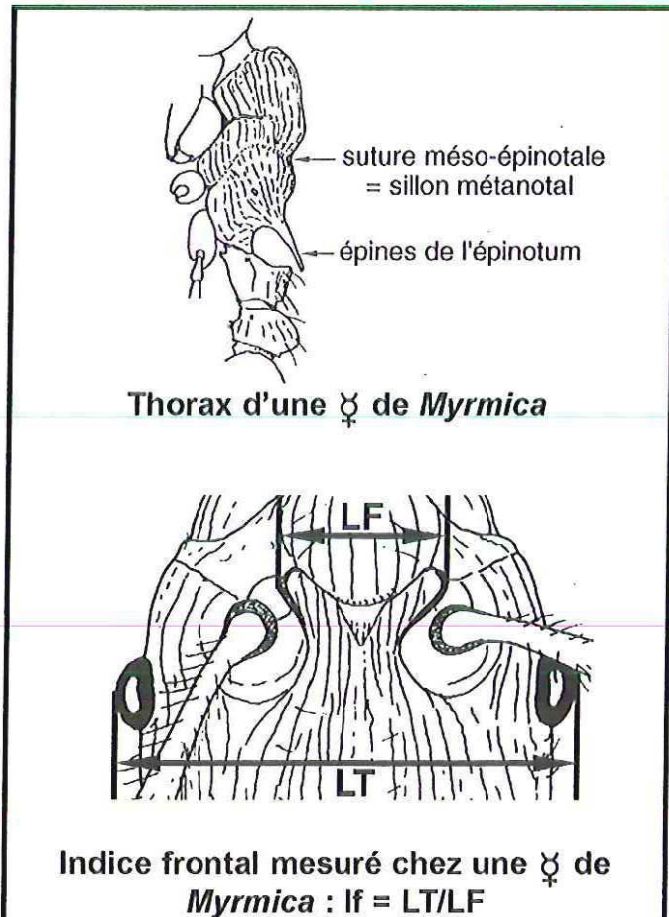 suture méso-épinotale
= sillon métanotal
épines de l'épinotum
Thorax d'une ☿ de Myrmica
LF
LT
Indice frontal mesuré chez une ☿ de
Myrmica : If = LT/LF